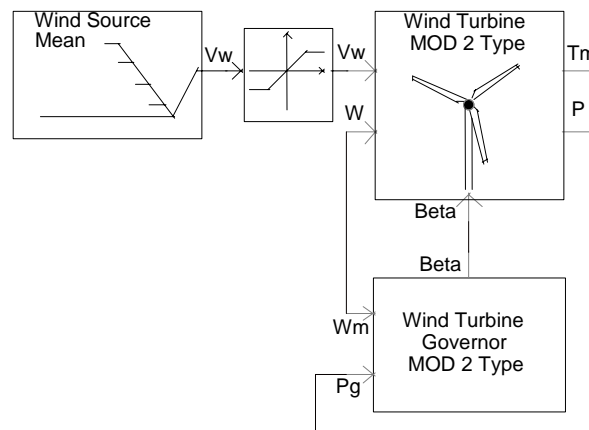 Wind Source
Mean
Vw
Vw
Wind Turbine
MOD 2 Type
Tm
W
P
Beta
Beta
Wm
Wind Turbine
Governor
MOD 2 Type
Pg